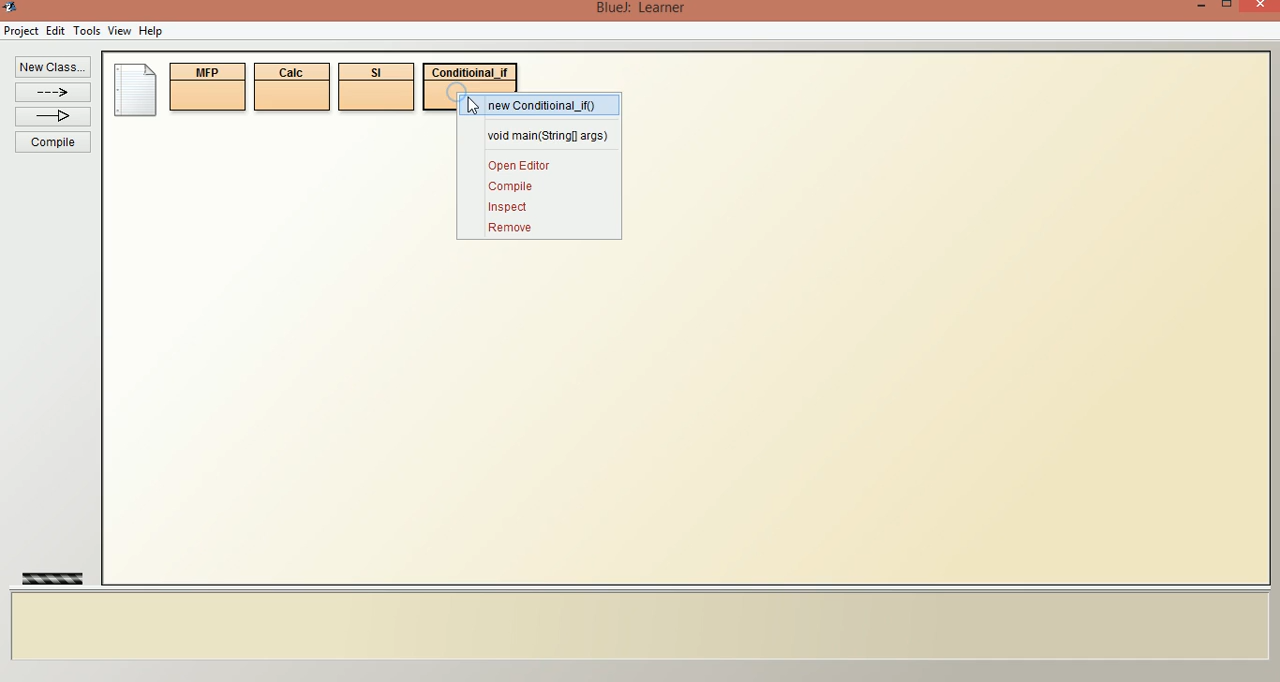 BlueJ: Learner
Project Edit Tools View Help
New Class...
Compile
MFP
Calc
SI
Conditioinal_if
new Conditioinal_if()
void main(String[] args)
Open Editor
Compile
Inspect
Remove